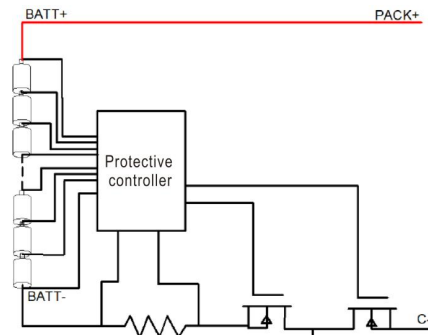 BATT+
PACK+
Protective
controller
BATT-
C-